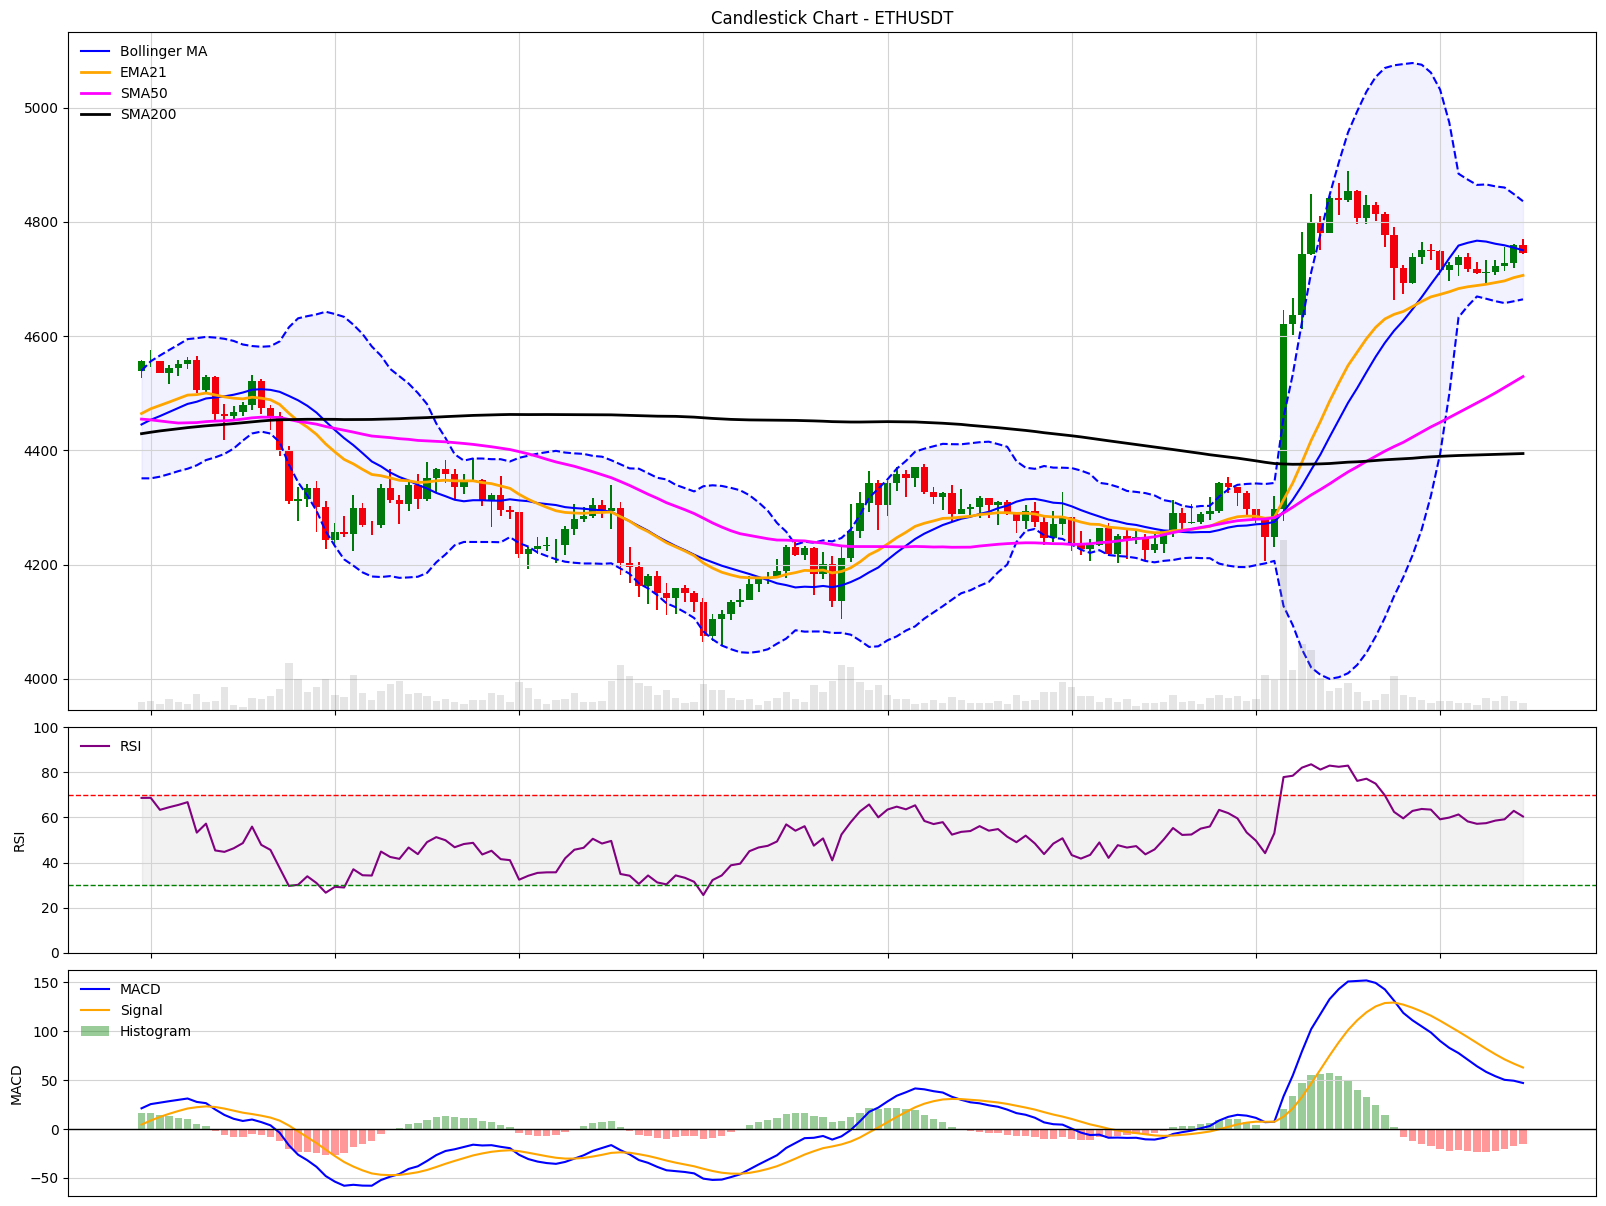 Candlestick Chart - ETHUSDT
Bollinger MA
EMA21
SMA50
SMA200
5000
4800
4600
4400
4200
4000
RSI
100
80
60
40
20
0
RSI
MACD
Signal
Histogram
150
100
50
0
−50
MACD